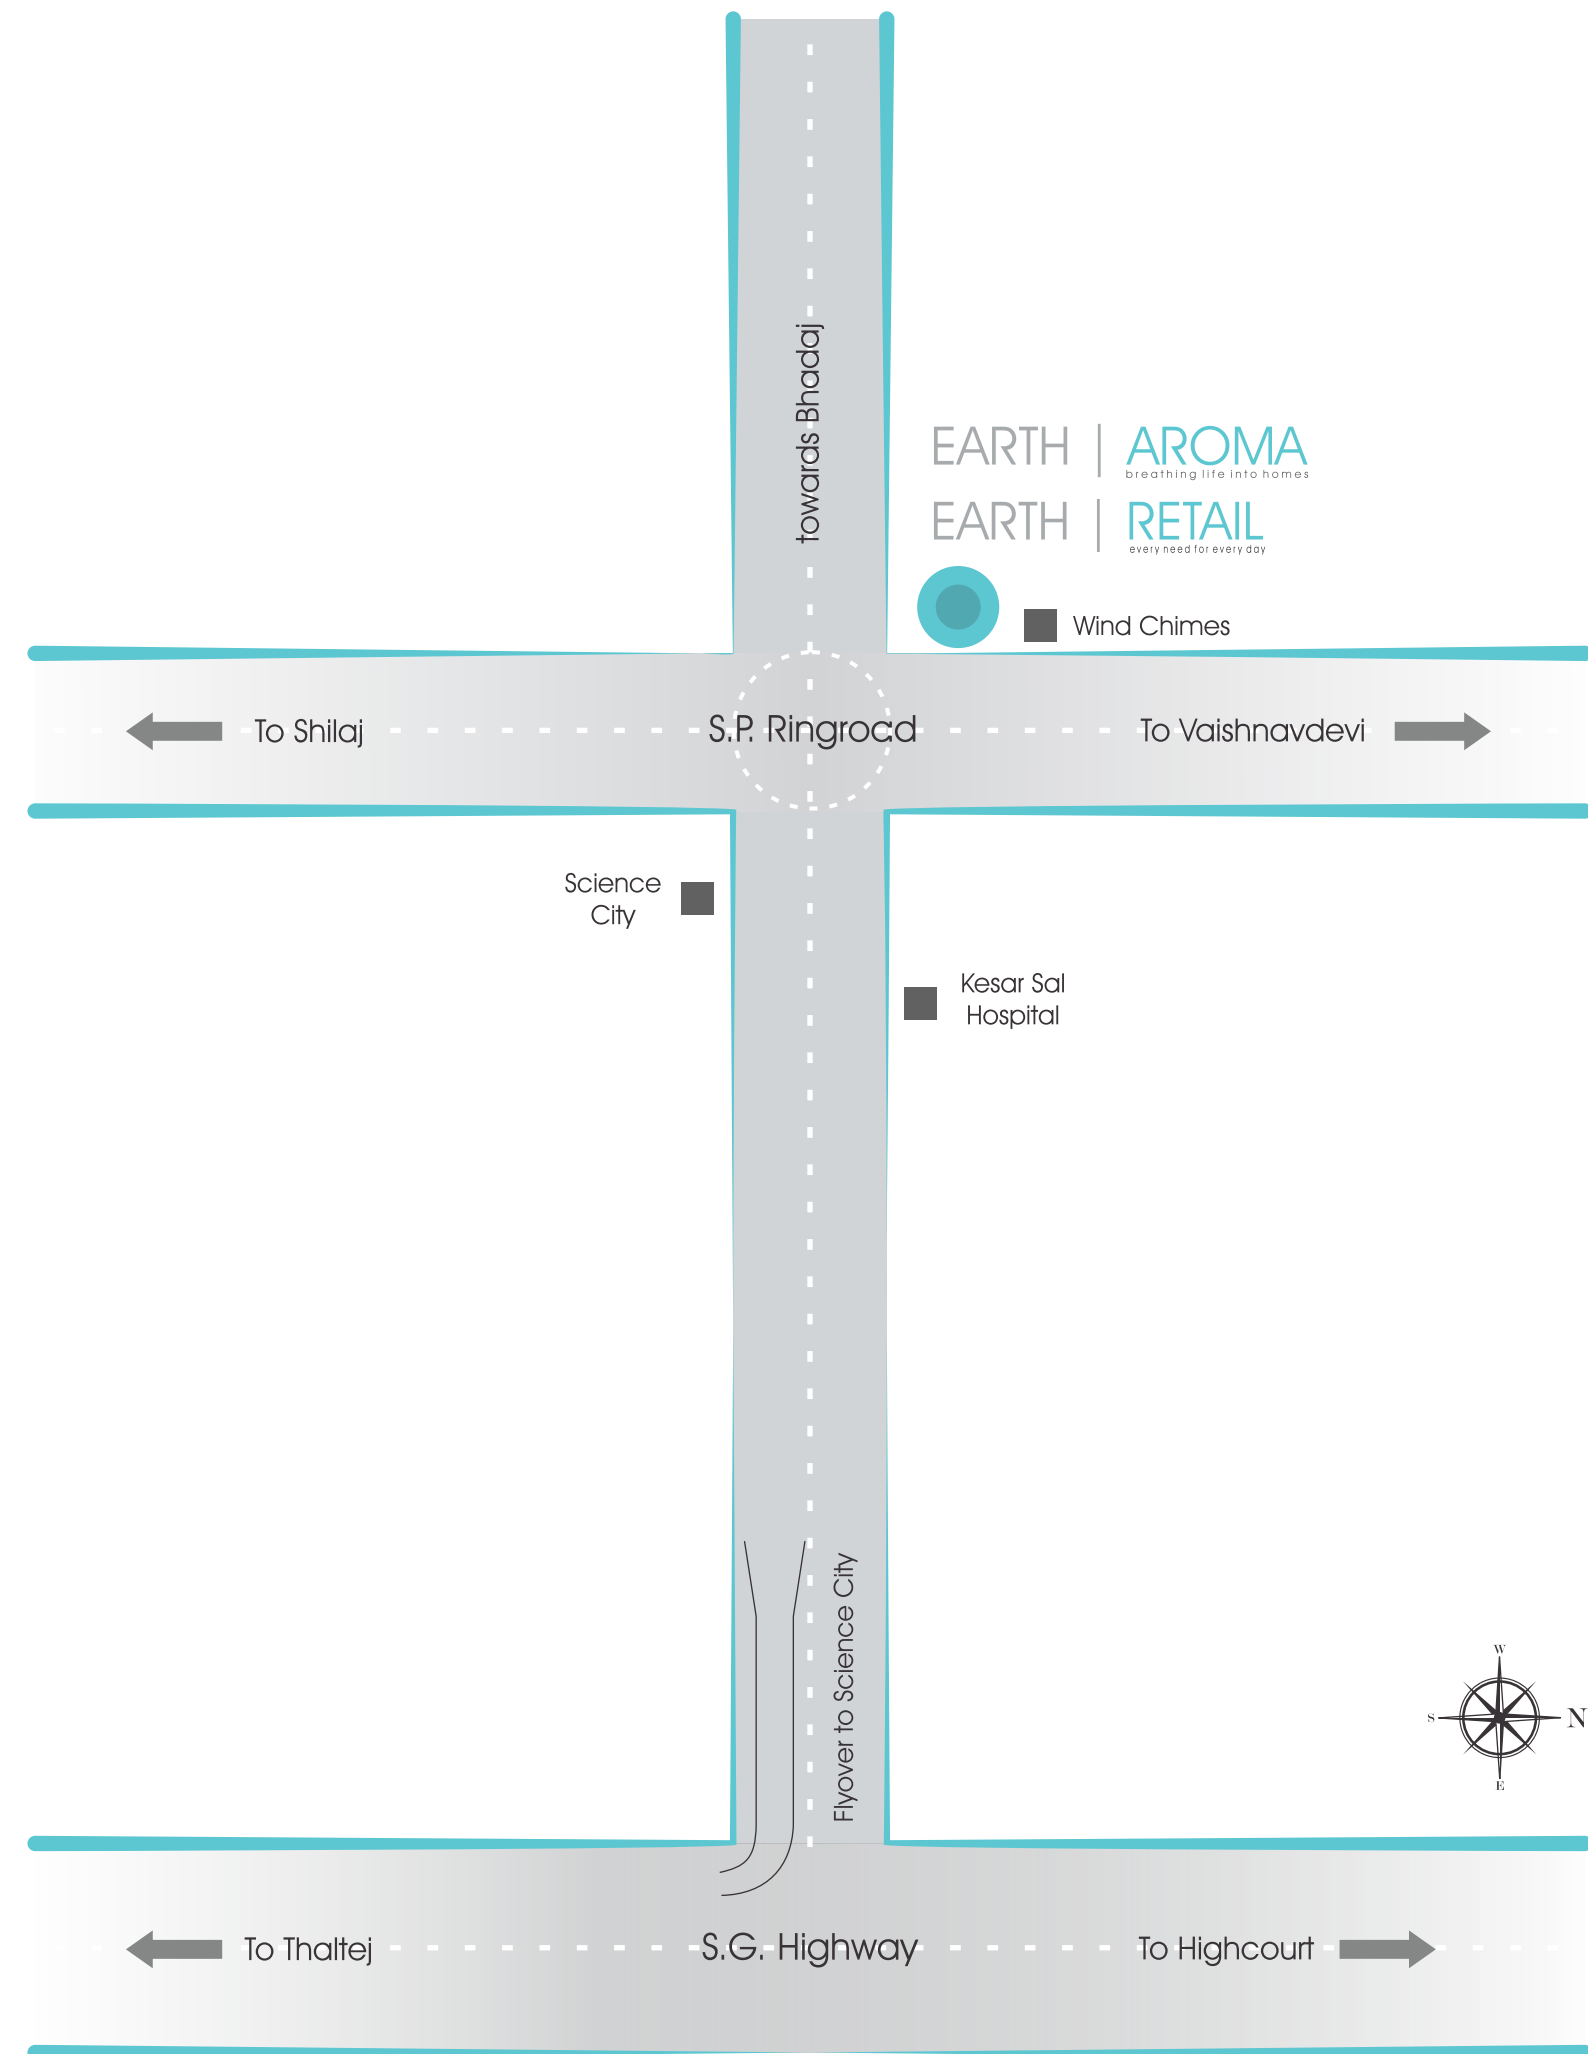 towards Bhadaj
EARTH | AROMA
breathing life into homes
EARTH | RETAIL
every need for every day
Wind Chimes
To Shilaj
S.P. Ringroad
To Vaishnavdevi
Science
City
Kesar Sal
Hospital
Flyover to Science City
W
S
N
E
To Thaltej
S.G. Highway
To Highcourt